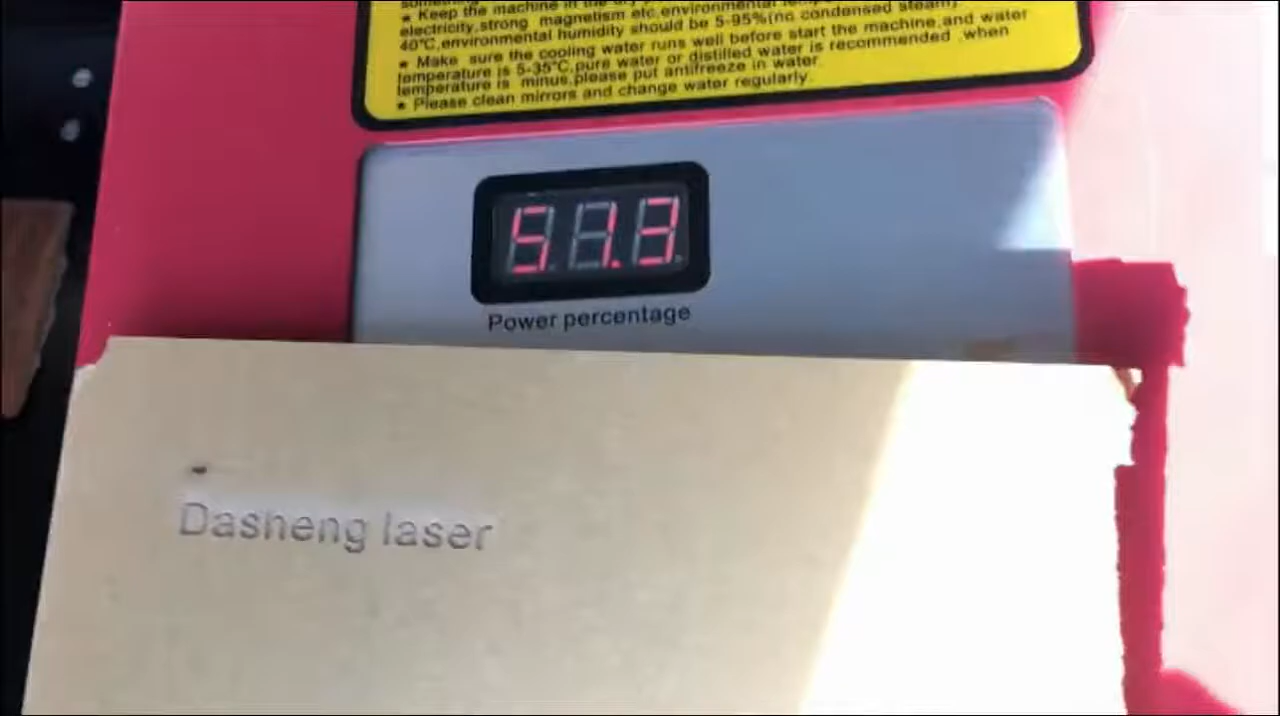 • Keep the machine in the dry
electricity,strong magnetism etc,environmental
40℃,environmental humidity should be 5-95%(no condensed steam)
• Make sure the cooling water runs well before start the machine,and water
temperature is 5-35℃,pure water or distilled water is recommended ,when
temperature is minus,please put antifreeze in water
• Please clean mirrors and change water regularly.
51.3
Power percentage
Dasheng laser